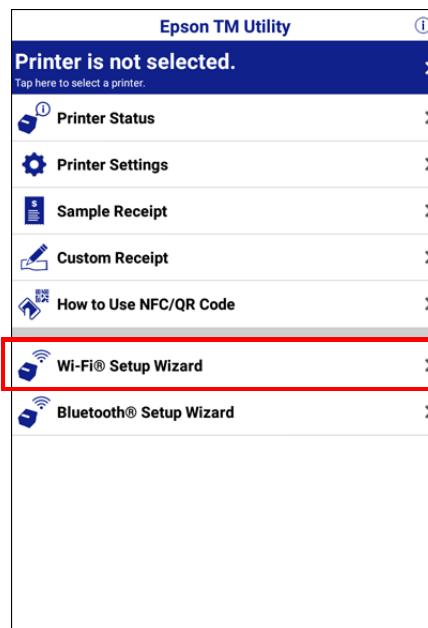 Epson TM Utility
Printer is not selected.
Tap here to select a printer.
Printer Status
Printer Settings
Sample Receipt
Custom Receipt
How to Use NFC/QR Code
Wi-Fi® Setup Wizard
Bluetooth® Setup Wizard